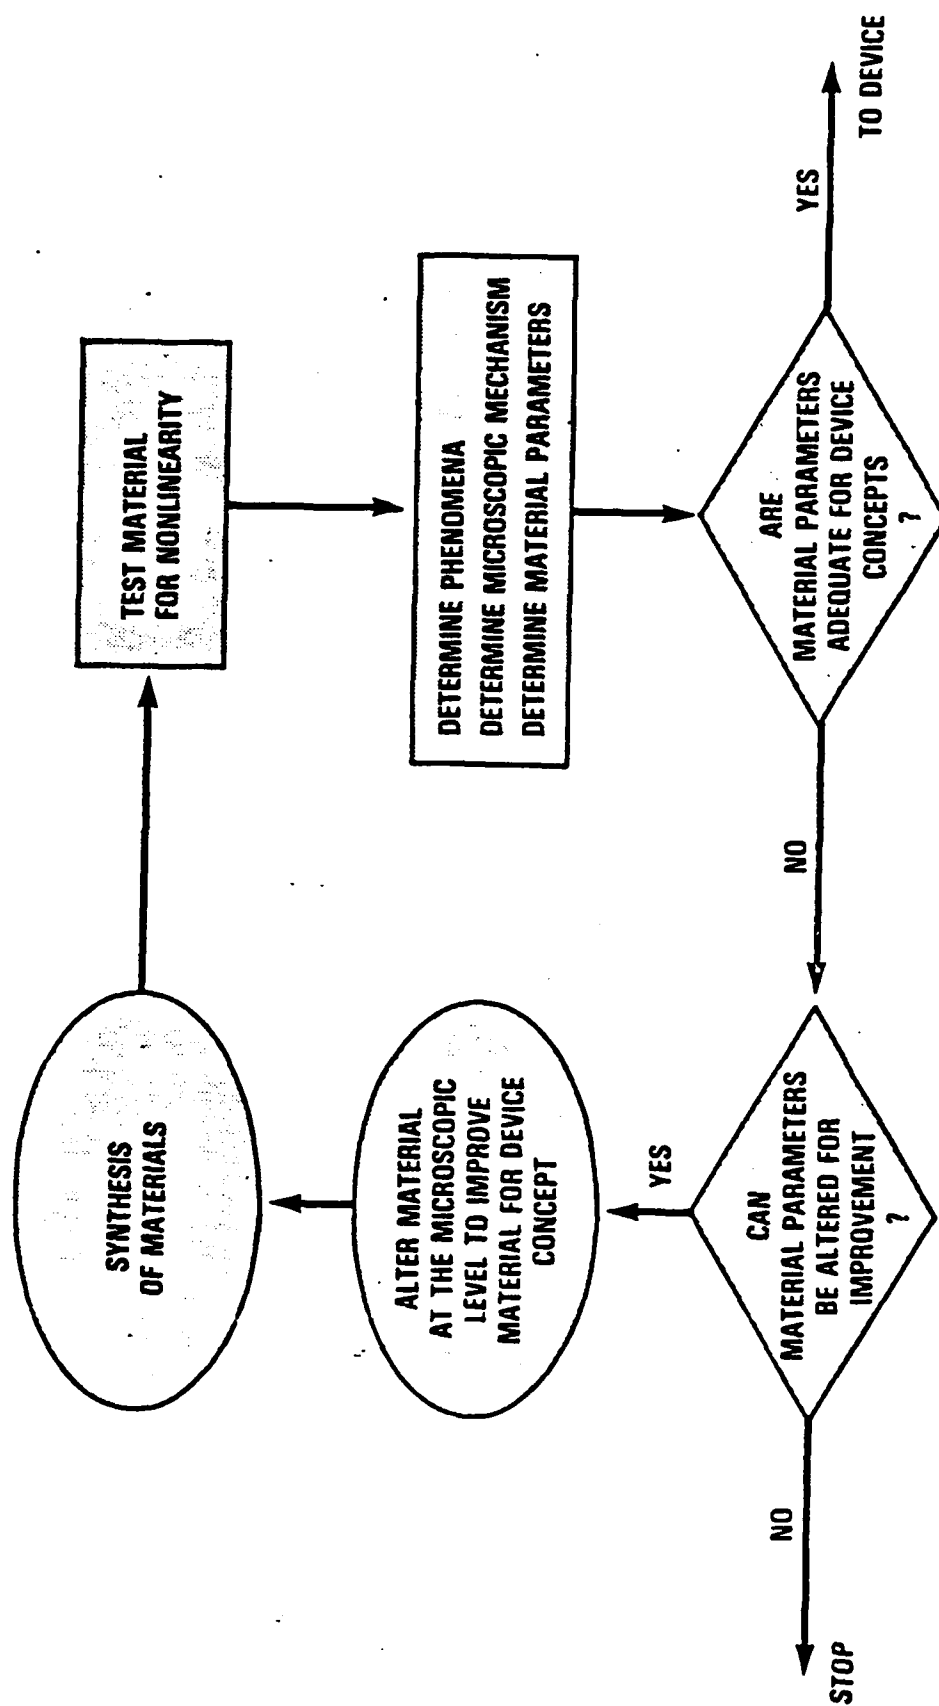 SYNTHESIS
OF MATERIALS
TEST MATERIAL
FOR NONLINEARITY
DETERMINE PHENOMENA
DETERMINE MICROSCOPIC MECHANISM
DETERMINE MATERIAL PARAMETERS
ARE
MATERIAL PARAMETERS
ADEQUATE FOR DEVICE
CONCEPTS
?
YES
TO DEVICE
NO
CAN
MATERIAL PARAMETERS
BE ALTERED FOR
IMPROVEMENT
?
YES
ALTER MATERIAL
AT THE MICROSCOPIC
LEVEL TO IMPROVE
MATERIAL FOR DEVICE
CONCEPT
NO
STOP